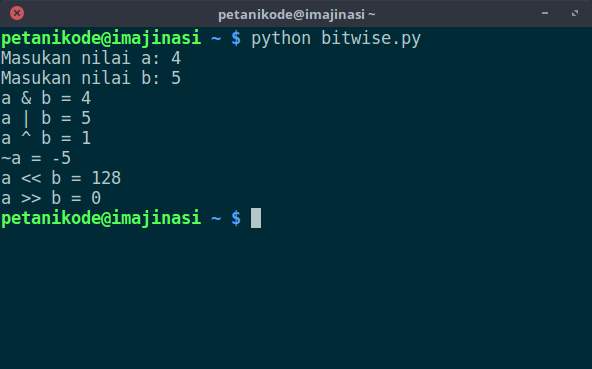 petanikode@imajinasi ~
petanikode@imajinasi ~ $ python bitwise.py
Masukan nilai a: 4
Masukan nilai b: 5
a & b = 4
a | b = 5
a ^ b = 1
~a = -5
a << b = 128
a >> b = 0
petanikode@imajinasi ~ $